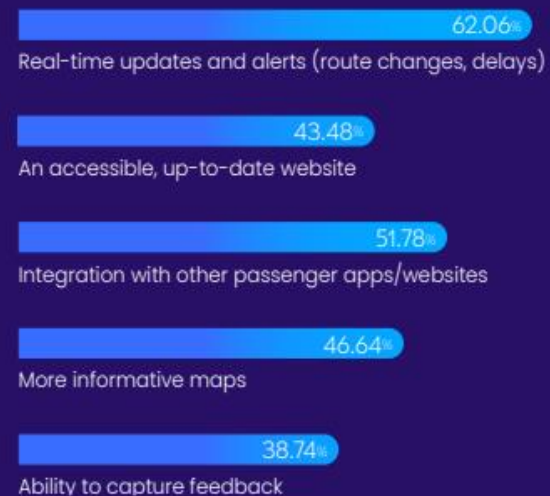 62.06%
Real-time updates and alerts (route changes, delays)
43.48%
An accessible, up-to-date website
51.78%
Integration with other passenger apps/websites
46.64%
More informative maps
38.74%
Ability to capture feedback